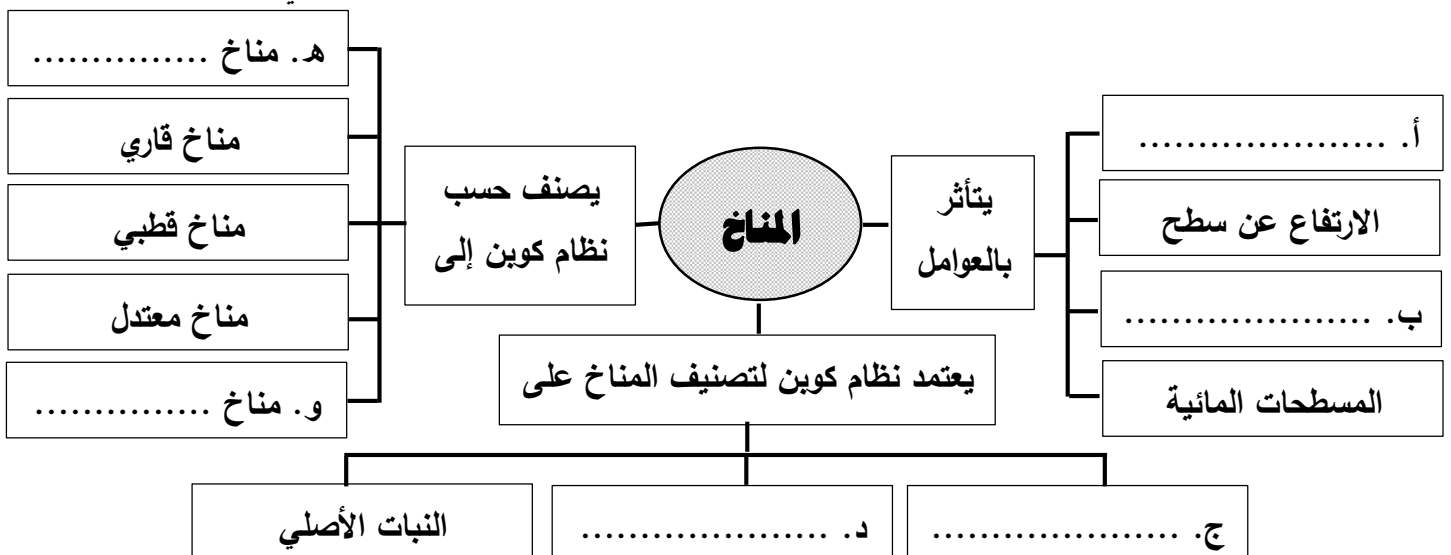 المناخ
يتأثر
بالعوامل
أ. .....................
الارتفاع عن سطح
ب. .....................
المسطحات المائية
يصنف حسب
نظام كوبن إلى
ه. مناخ ...............
مناخ قاري
مناخ قطبي
مناخ معتدل
و. مناخ ...............
يعتمد نظام كوبن لتصنيف المناخ على
ج. .....................
د. .....................
النبات الأصلي